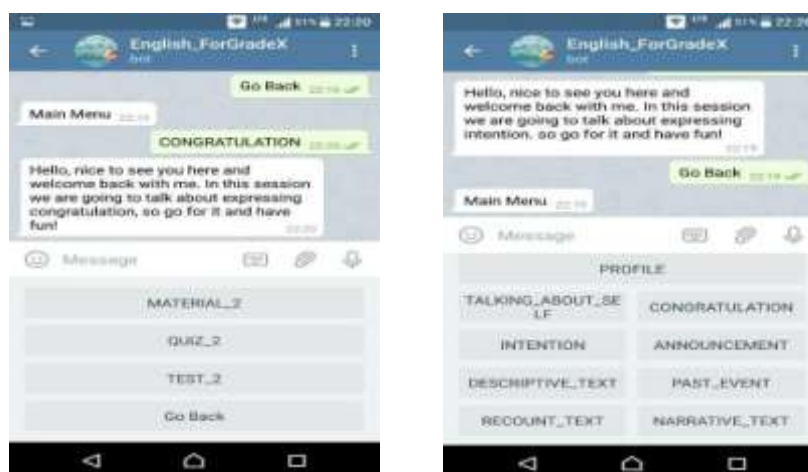 22:20
English_ForGradeX
bot
Go Back
Main Menu
CONGRATULATION
Hello, nice to see you here and
welcome back with me. In this session
we are going to talk about expressing
congratulation, so go for it and have
fun!
Message
MATERIAL_2
QUIZ_2
TEST_2
Go Back
English_ForGradeX
bot
Hello, nice to see you here and
welcome back with me. In this session
we are going to talk about expressing
intention. so go for it and have fun!
22:19
Go Back
Main Menu
Message
PROFILE
TALKING_ABOUT_SE
LF
CONGRATULATION
INTENTION
ANNOUNCEMENT
DESCRIPTIVE_TEXT
PAST_EVENT
RECOUNT_TEXT
NARRATIVE_TEXT